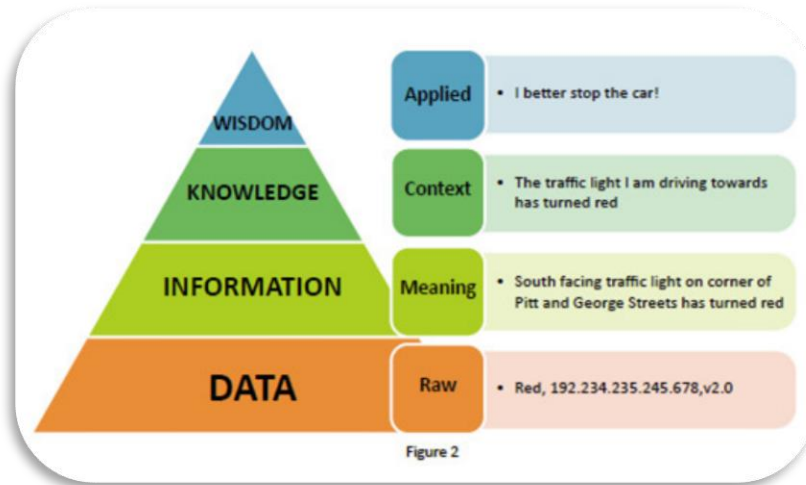 WISDOM
Applied
• I better stop the car!
KNOWLEDGE
Context
• The traffic light I am driving towards
has turned red
INFORMATION
Meaning
• South facing traffic light on corner of
Pitt and George Streets has turned red
DATA
Raw
• Red, 192.234.235.245.678,v2.0
Figure 2